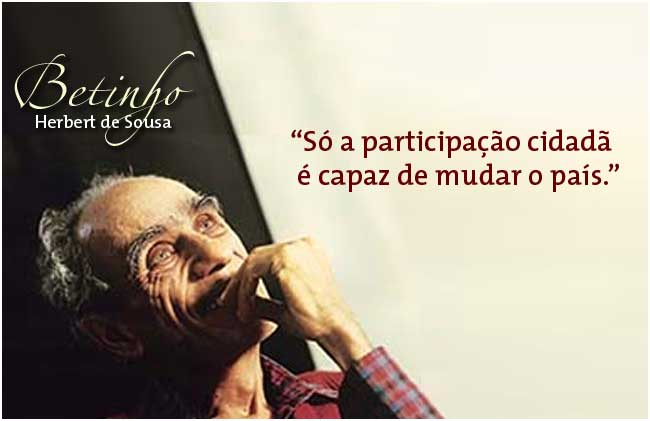 Betinho
Herbert de Sousa
“Só a participação cidadã
é capaz de mudar o país.”